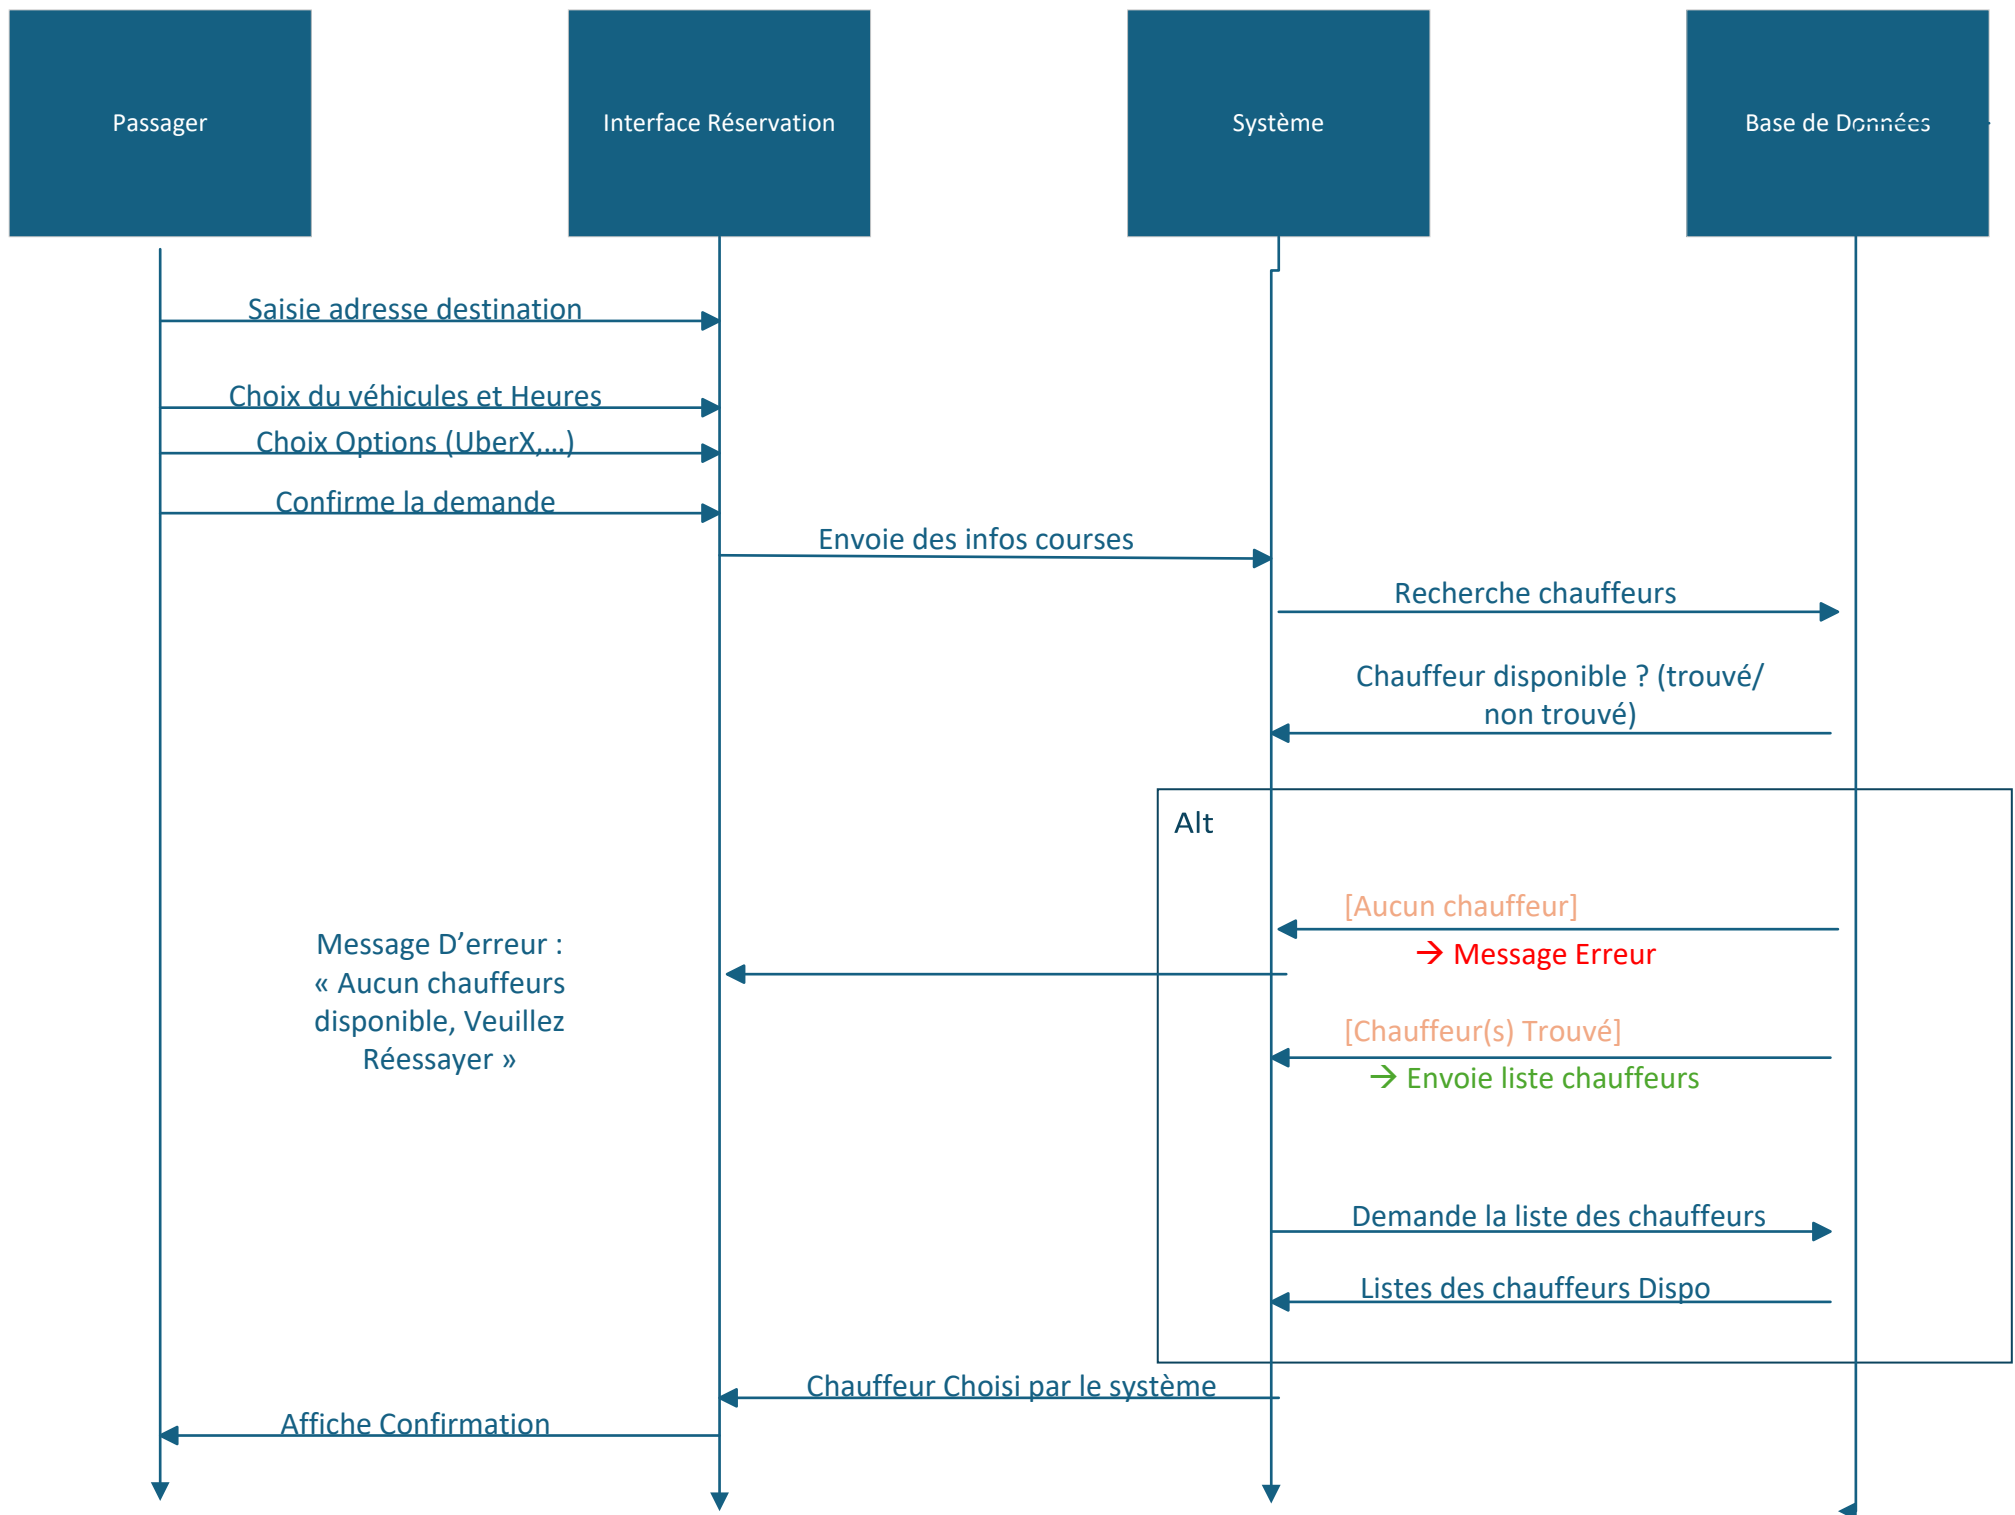 Passager
Interface Réservation
Système
Base de Données
Saisie adresse destination
Choix du véhicules et Heures
Choix Options (UberX,…)
Confirme la demande
Envoie des infos courses
Recherche chauffeurs
Chauffeur disponible ? (trouvé/
non trouvé)
Alt
[Aucun chauffeur]
→ Message Erreur
Message D’erreur :
« Aucun chauffeurs
disponible, Veuillez
Réessayer »
[Chauffeur(s) Trouvé]
→ Envoie liste chauffeurs
Demande la liste des chauffeurs
Listes des chauffeurs Dispo
Chauffeur Choisi par le système
Affiche Confirmation